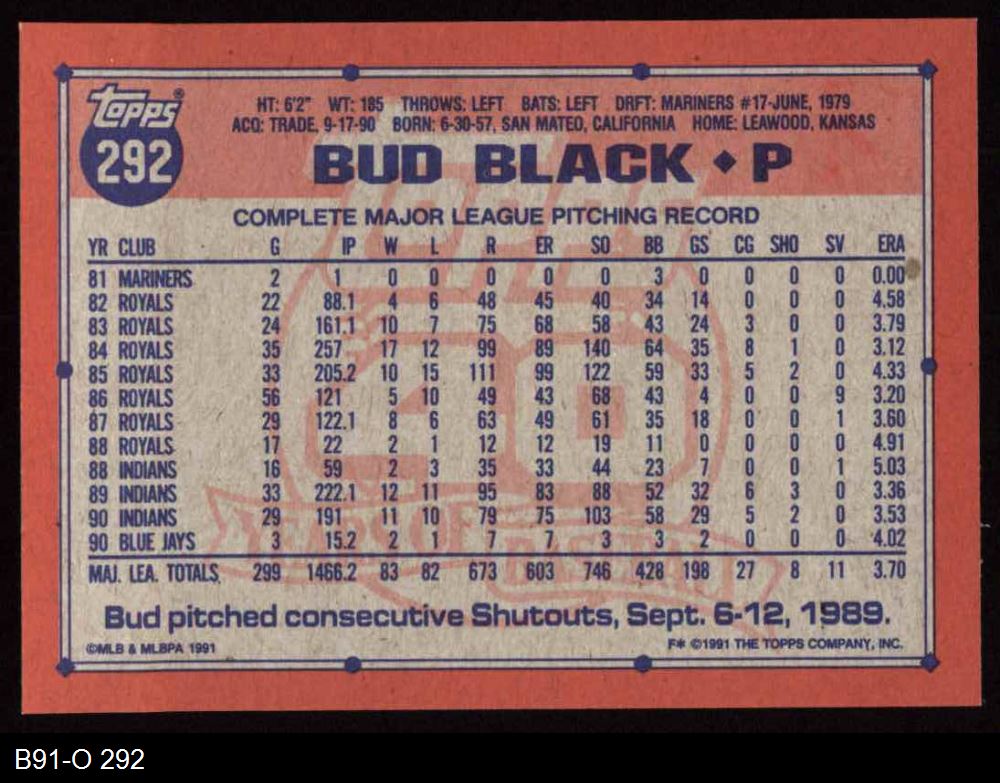 topps®
292
HT: 6'2" WT: 185 THROWS: LEFT BATS: LEFT DRFT: MARINERS #17-JUNE, 1979
ACQ: TRADE, 9-17-90 BORN: 6-30-57, SAN MATEO, CALIFORNIA HOME: LEAWOOD, KANSAS
BUD BLACK ◆ P
COMPLETE MAJOR LEAGUE PITCHING RECORD
YR CLUB G IP W L R ER SO BB GS CG SHO SV ERA
81 MARINERS 2 1 0 0 0 0 0 3 0 0 0 0 0.00
82 ROYALS 22 88.1 4 6 48 45 40 34 14 0 0 0 4.58
83 ROYALS 24 161.1 10 7 75 68 58 43 24 3 0 0 3.79
84 ROYALS 35 257 17 12 99 89 140 64 35 8 1 0 3.12
85 ROYALS 33 205.2 10 15 111 99 122 59 33 5 2 0 4.33
86 ROYALS 56 121 5 10 49 43 68 43 4 0 0 9 3.20
87 ROYALS 29 122.1 8 6 63 49 61 35 18 0 0 1 3.60
88 ROYALS 17 22 2 1 12 12 19 11 0 0 0 0 4.91
88 INDIANS 16 59 2 3 35 33 44 23 7 0 0 1 5.03
89 INDIANS 33 222.1 12 11 95 83 88 52 32 6 3 0 3.36
90 INDIANS 29 191 11 10 79 75 103 58 29 5 2 0 3.53
90 BLUE JAYS 3 15.2 2 1 7 7 3 3 2 0 0 0 4.02
MAJ. LEA. TOTALS 299 1466.2 83 82 673 603 746 428 198 27 8 11 3.70
Bud pitched consecutive Shutouts, Sept. 6-12, 1989.
©MLB & MLBPA 1991 F* ©1991 THE TOPPS COMPANY, INC.
TOPPS
40
YEARS OF BASEBALL
B91-O 292